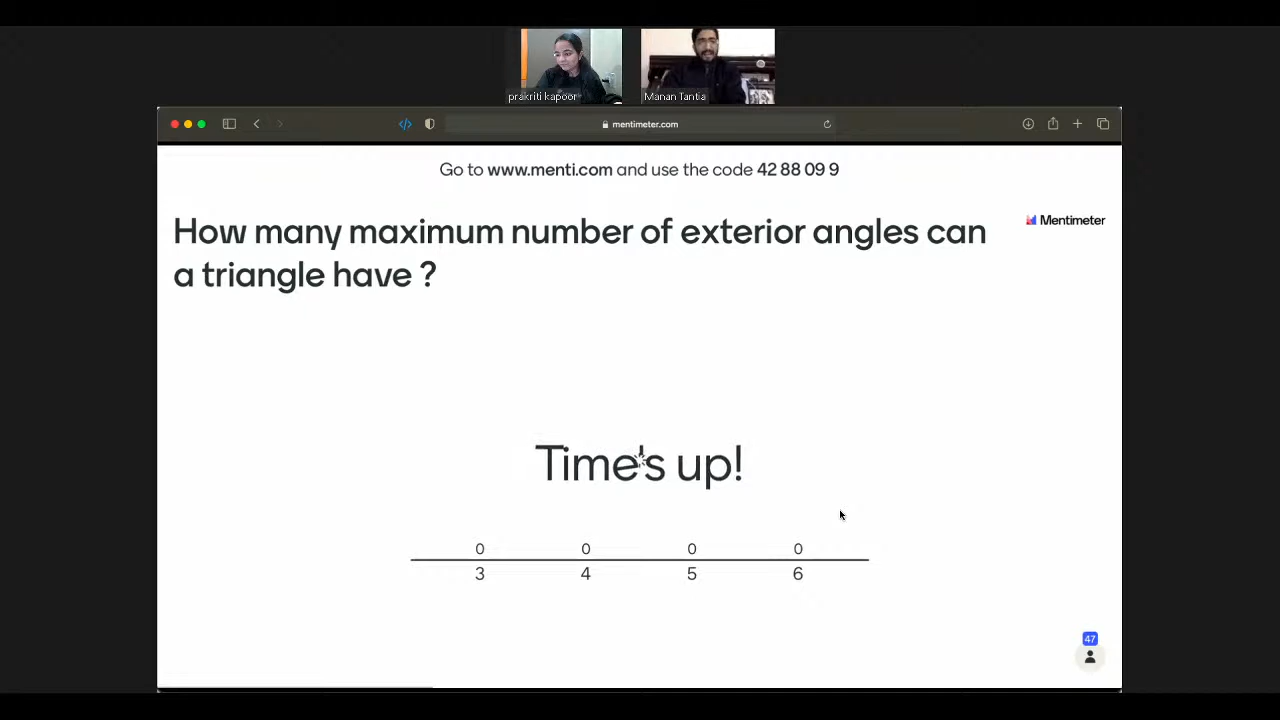 prakriti kapoor
Manan Tantia
mentimeter.com
Go to www.menti.com and use the code 42 88 09 9
How many maximum number of exterior angles can
a triangle have ?
Mentimeter
Time's up!
0 0 0 0
3 4 5 6
47